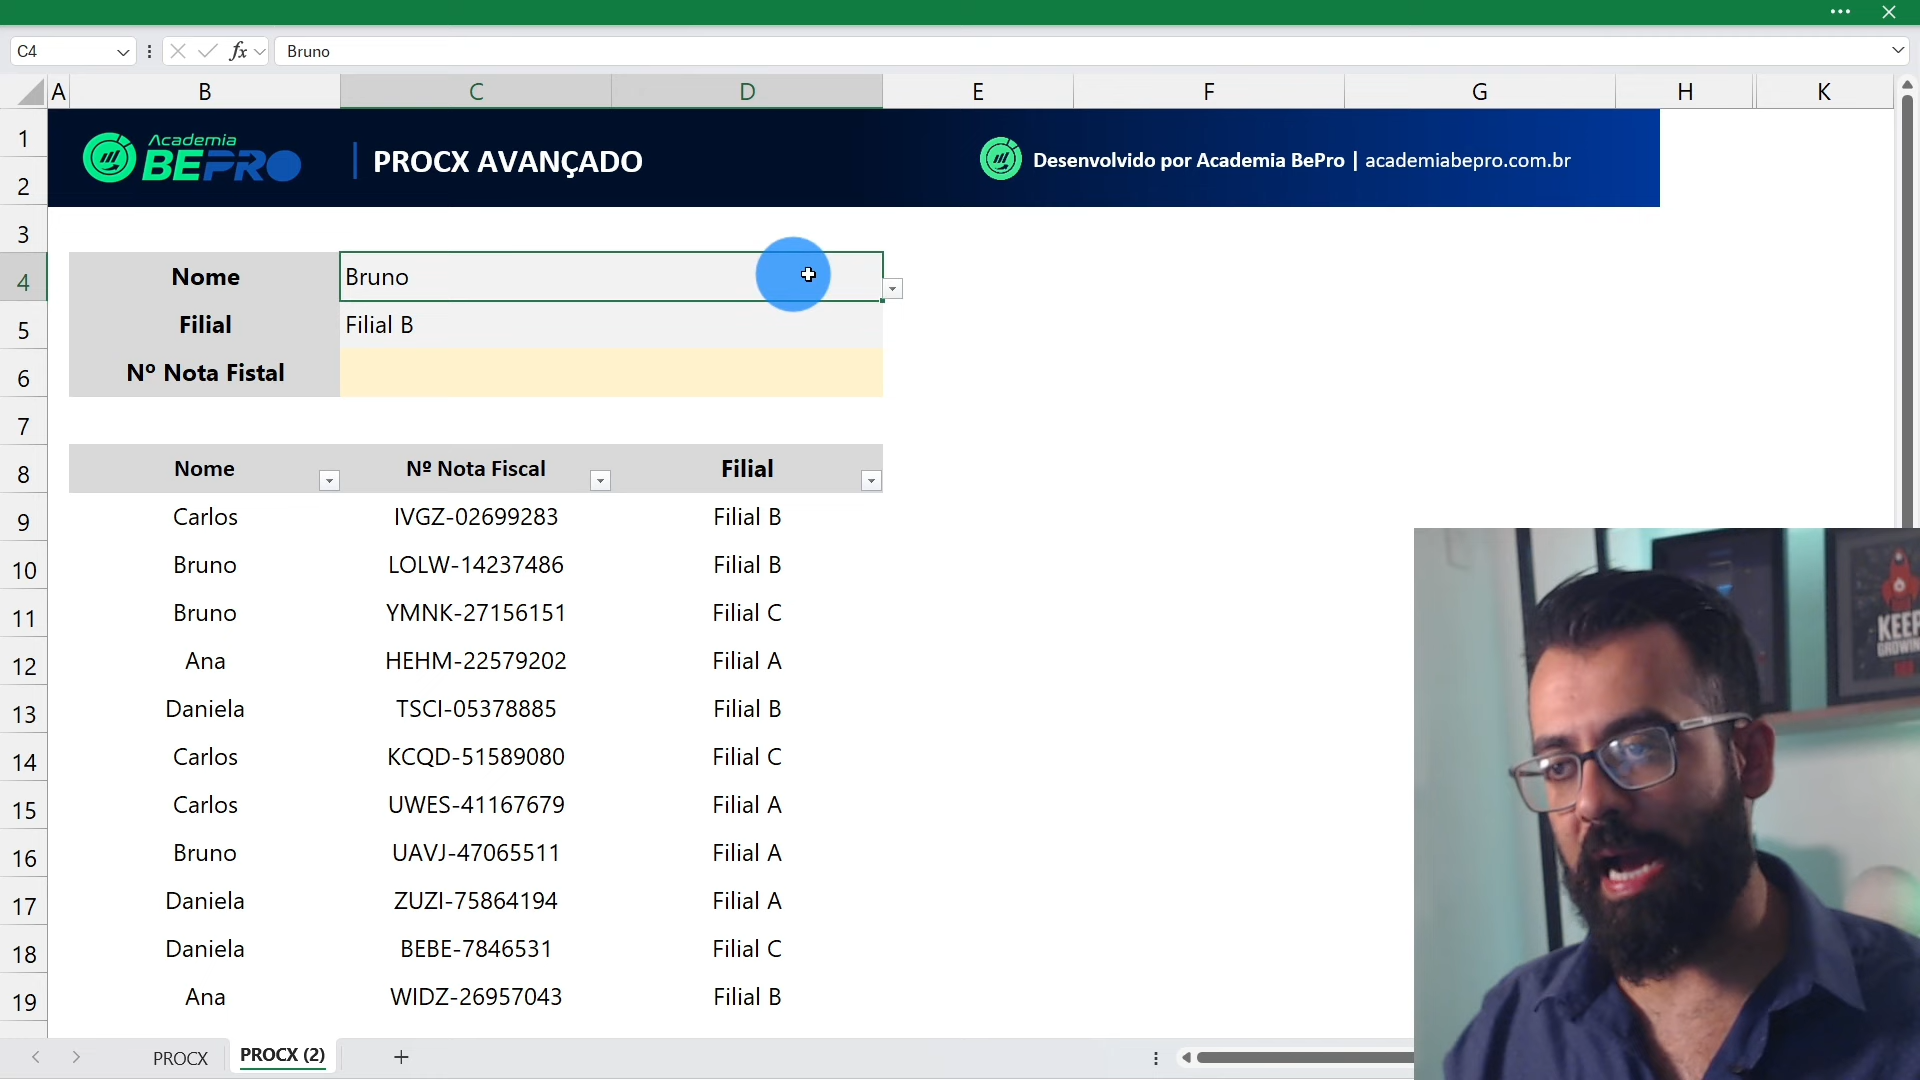 C4 fx Bruno
A B C D E F G H K
1 Academia BEPRO PROCX AVANÇADO Desenvolvido por Academia BePro | academiabepro.com.br
2
3
4 Nome Bruno
5 Filial Filial B
6 Nº Nota Fistal
7
8 Nome Nº Nota Fiscal Filial
9 Carlos IVGZ-02699283 Filial B
10 Bruno LOLW-14237486 Filial B
11 Bruno YMNK-27156151 Filial C
12 Ana HEHM-22579202 Filial A
13 Daniela TSCI-05378885 Filial B
14 Carlos KCQD-51589080 Filial C
15 Carlos UWES-41167679 Filial A
16 Bruno UAVJ-47065511 Filial A
17 Daniela ZUZI-75864194 Filial A
18 Daniela BEBE-7846531 Filial C
19 Ana WIDZ-26957043 Filial B
KEEP
GROWIN
PROCX PROCX (2)